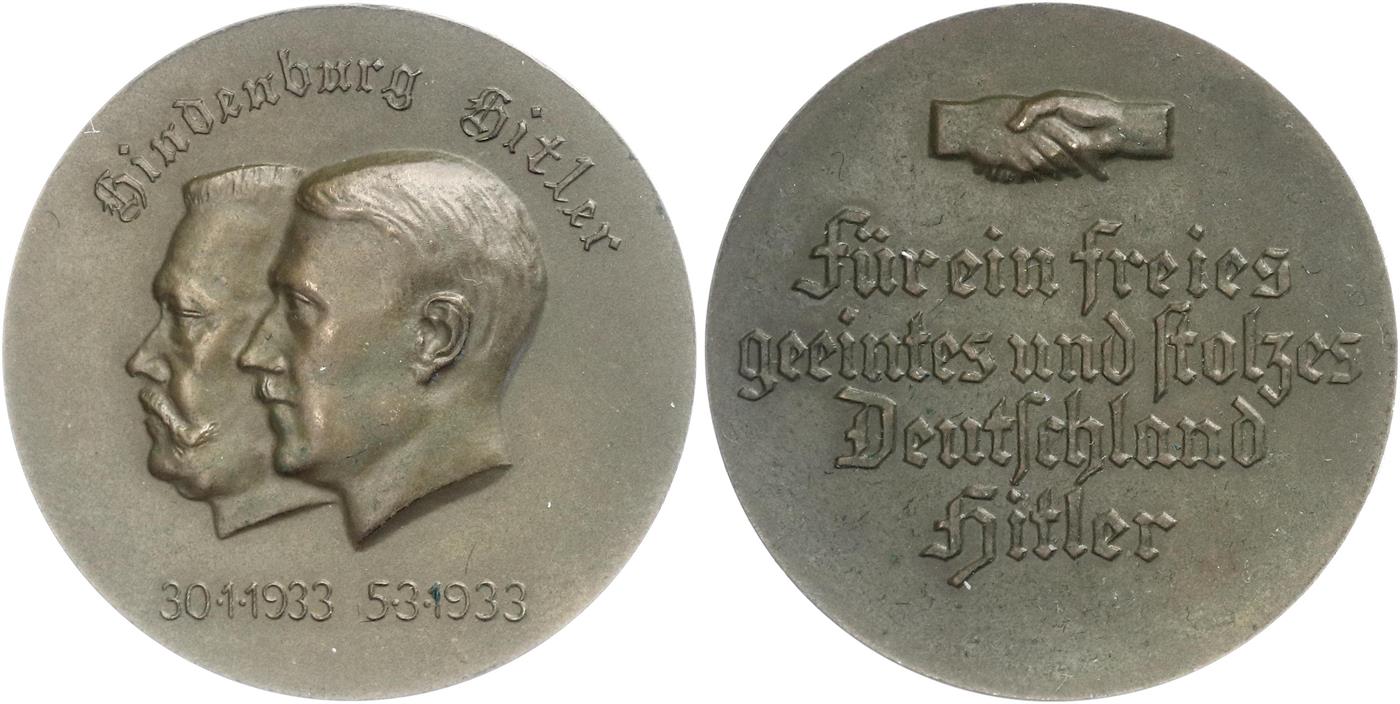 Hindenburg Hitler
30·1·1933 5·3·1933
Für ein freies
geeintes und stolzes
Deutschland
Hitler